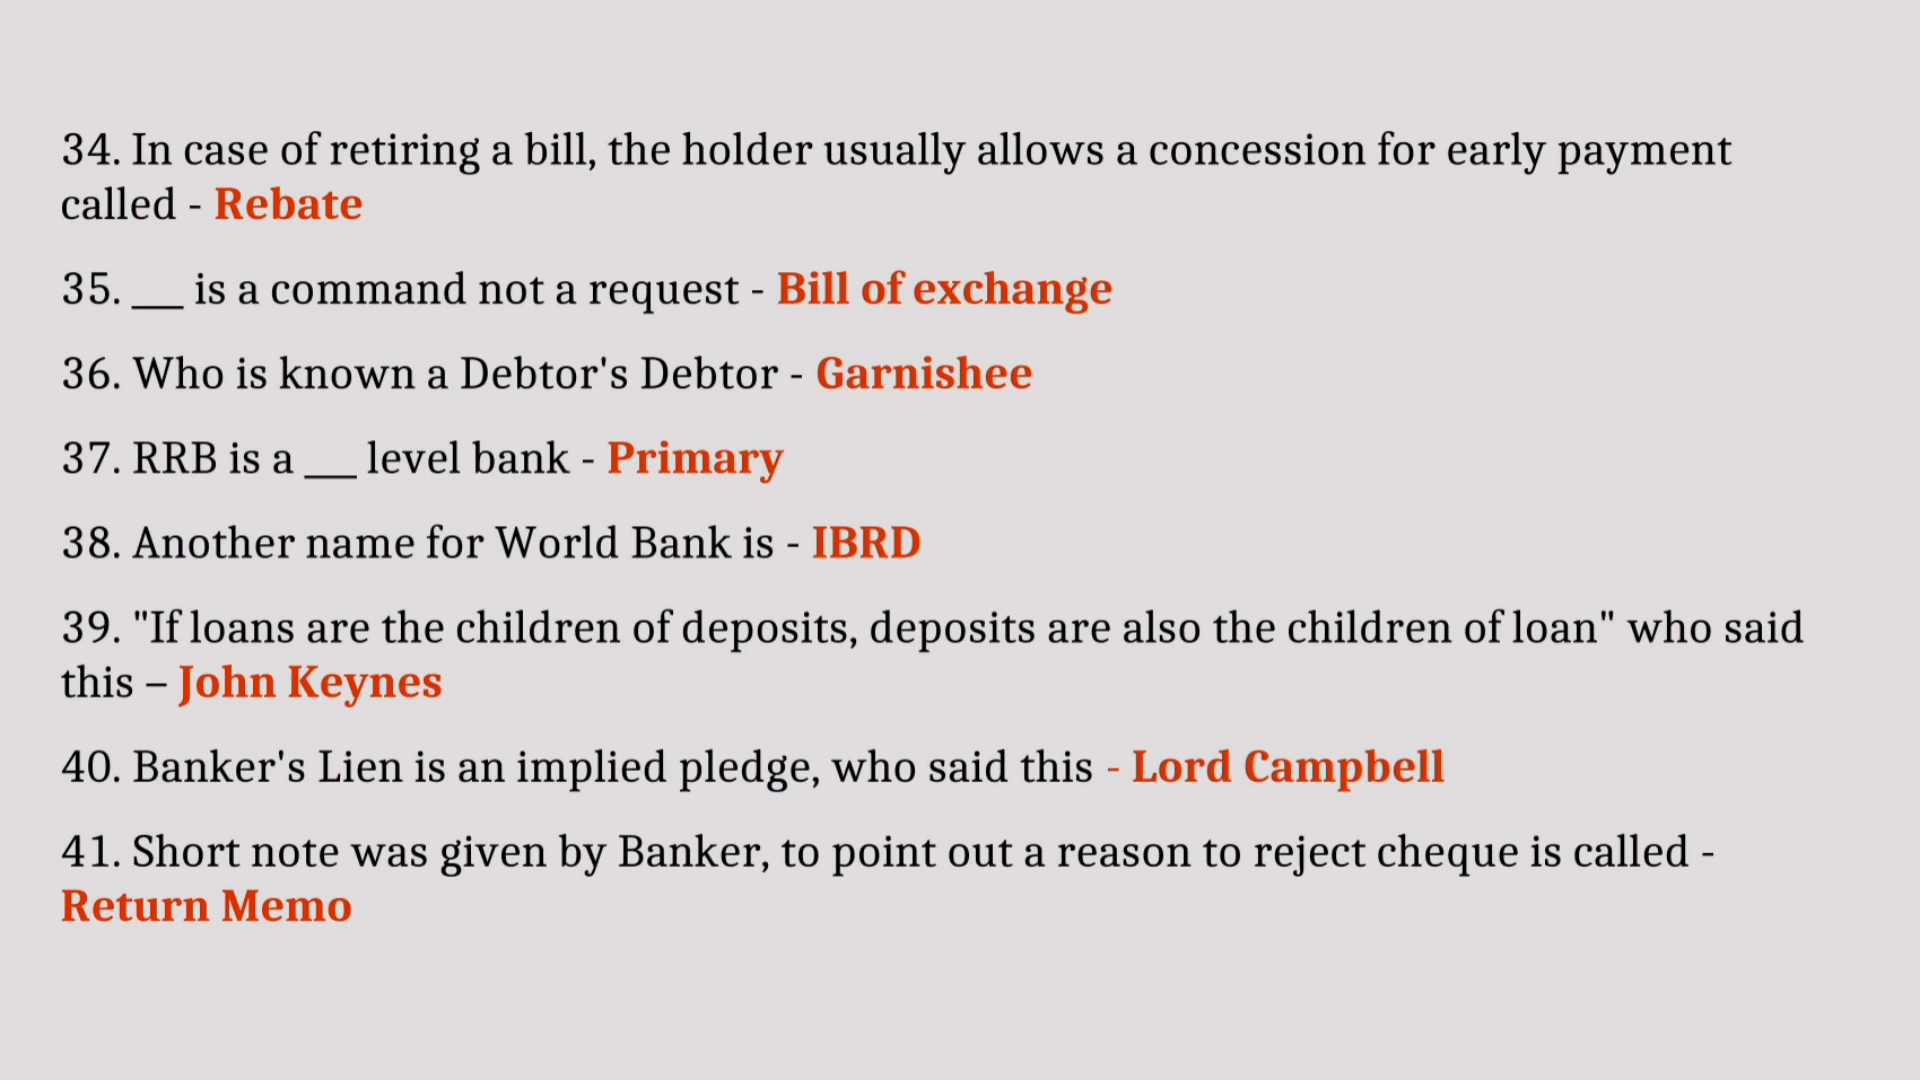 34. In case of retiring a bill, the holder usually allows a concession for early payment
called - Rebate
35. ___ is a command not a request - Bill of exchange
36. Who is known a Debtor's Debtor - Garnishee
37. RRB is a ___ level bank - Primary
38. Another name for World Bank is - IBRD
39. "If loans are the children of deposits, deposits are also the children of loan" who said
this – John Keynes
40. Banker's Lien is an implied pledge, who said this - Lord Campbell
41. Short note was given by Banker, to point out a reason to reject cheque is called -
Return Memo